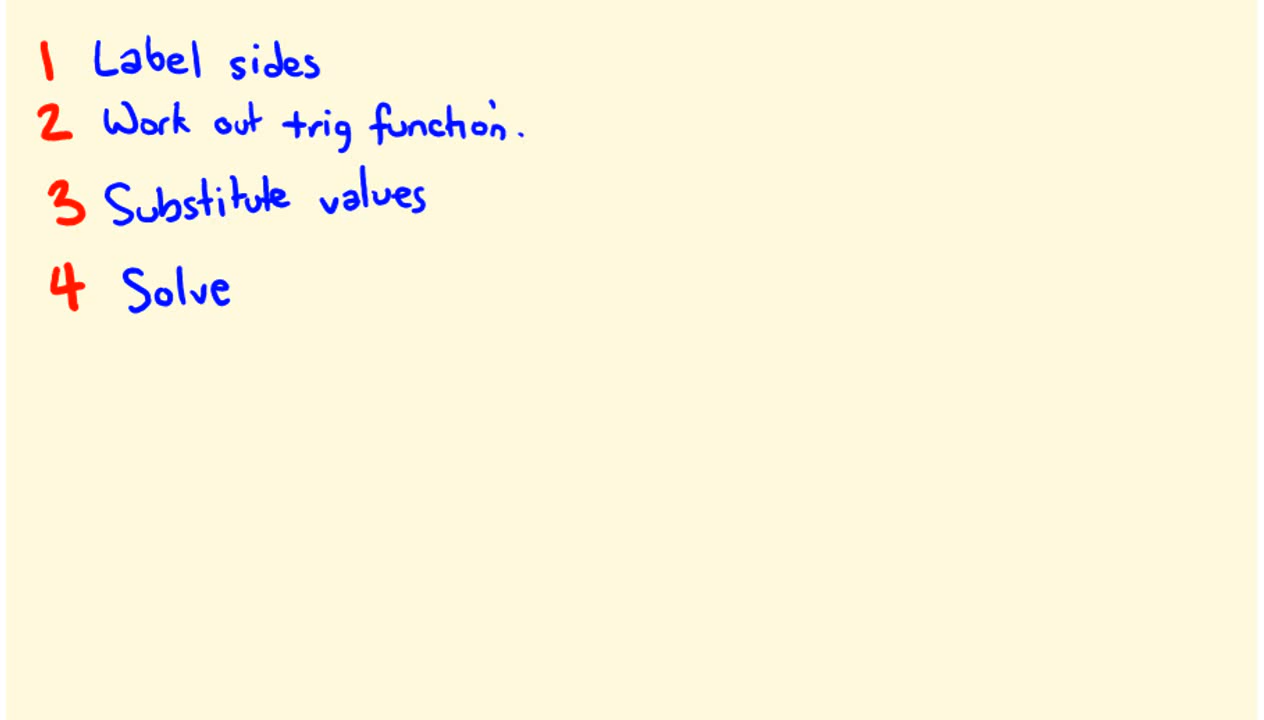 1 Label sides
2 Work out trig function.
3 Substitute values
4 Solve